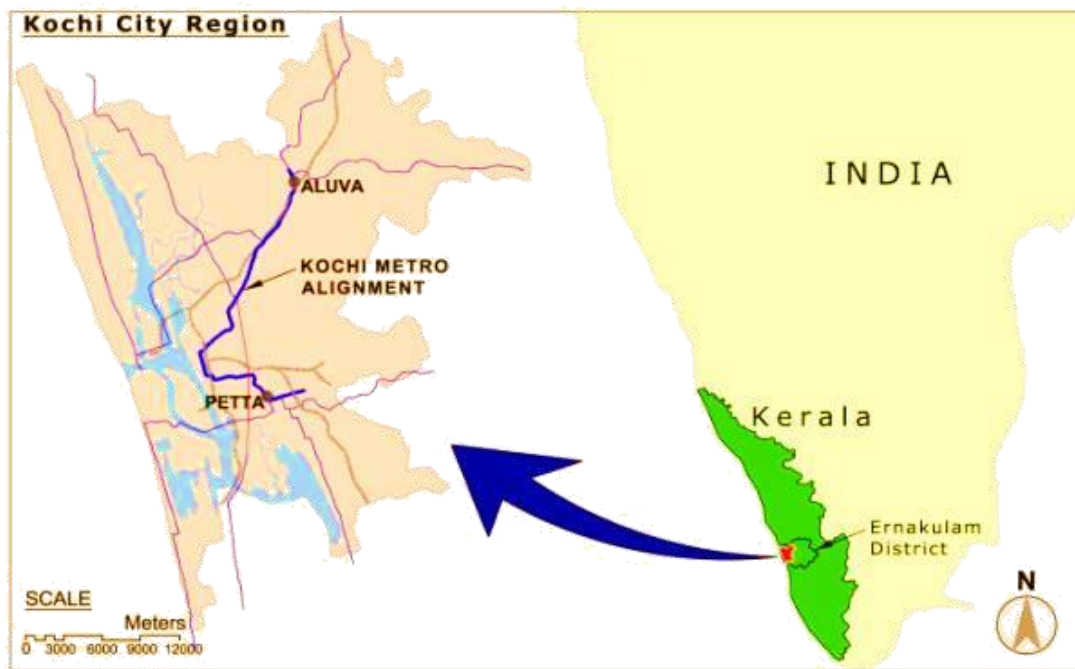 Kochi City Region
ALUVA
KOCHI METRO
ALIGNMENT
PETTA
SCALE
Meters
0 3000 6000 9000 12000
INDIA
Kerala
Ernakulam
District
N